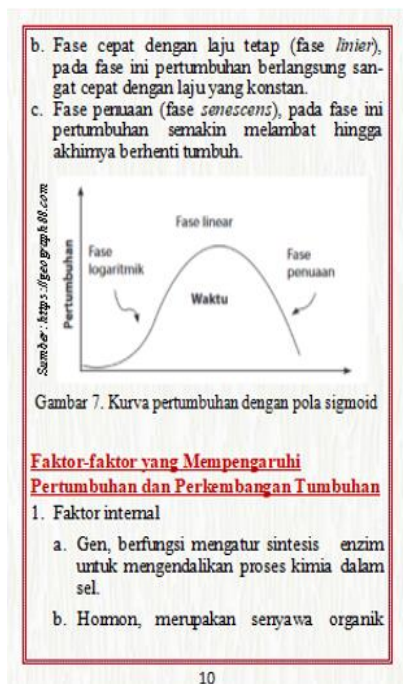 b. Fase cepat dengan laju tetap (fase linier),
pada fase ini pertumbuhan berlangsung san-
gat cepat dengan laju yang konstan.
c. Fase penuaan (fase senescens), pada fase ini
pertumbuhan semakin melambat hingga
akhirnya berhenti tumbuh.
Sumber: https://geograph88.com
Pertumbuhan
Fase linear
Fase
logaritmik
Fase
penuaan
Waktu
Gambar 7. Kurva pertumbuhan dengan pola sigmoid
Faktor-faktor yang Mempengaruhi
Pertumbuhan dan Perkembangan Tumbuhan
1. Faktor internal
a. Gen, berfungsi mengatur sintesis enzim
untuk mengendalikan proses kimia dalam
sel.
b. Hormon, merupakan senyawa organik
10